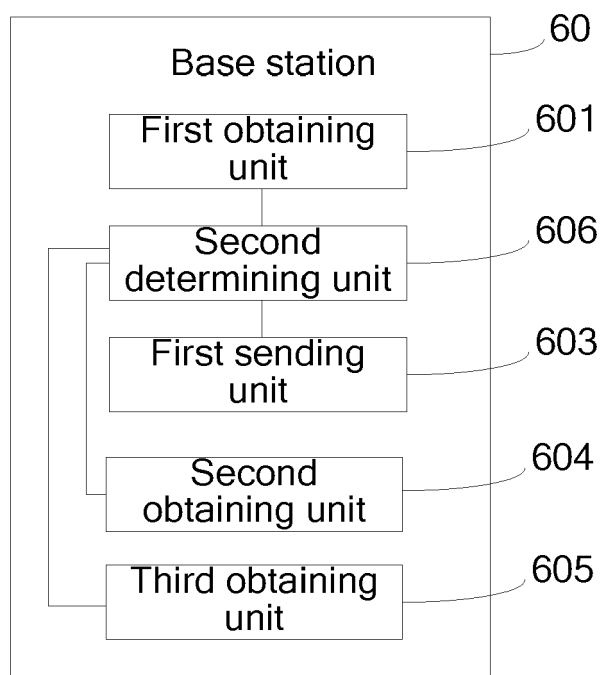 60
Base station
601
First obtaining
unit
606
Second
determining unit
603
First sending
unit
604
Second
obtaining unit
605
Third obtaining
unit